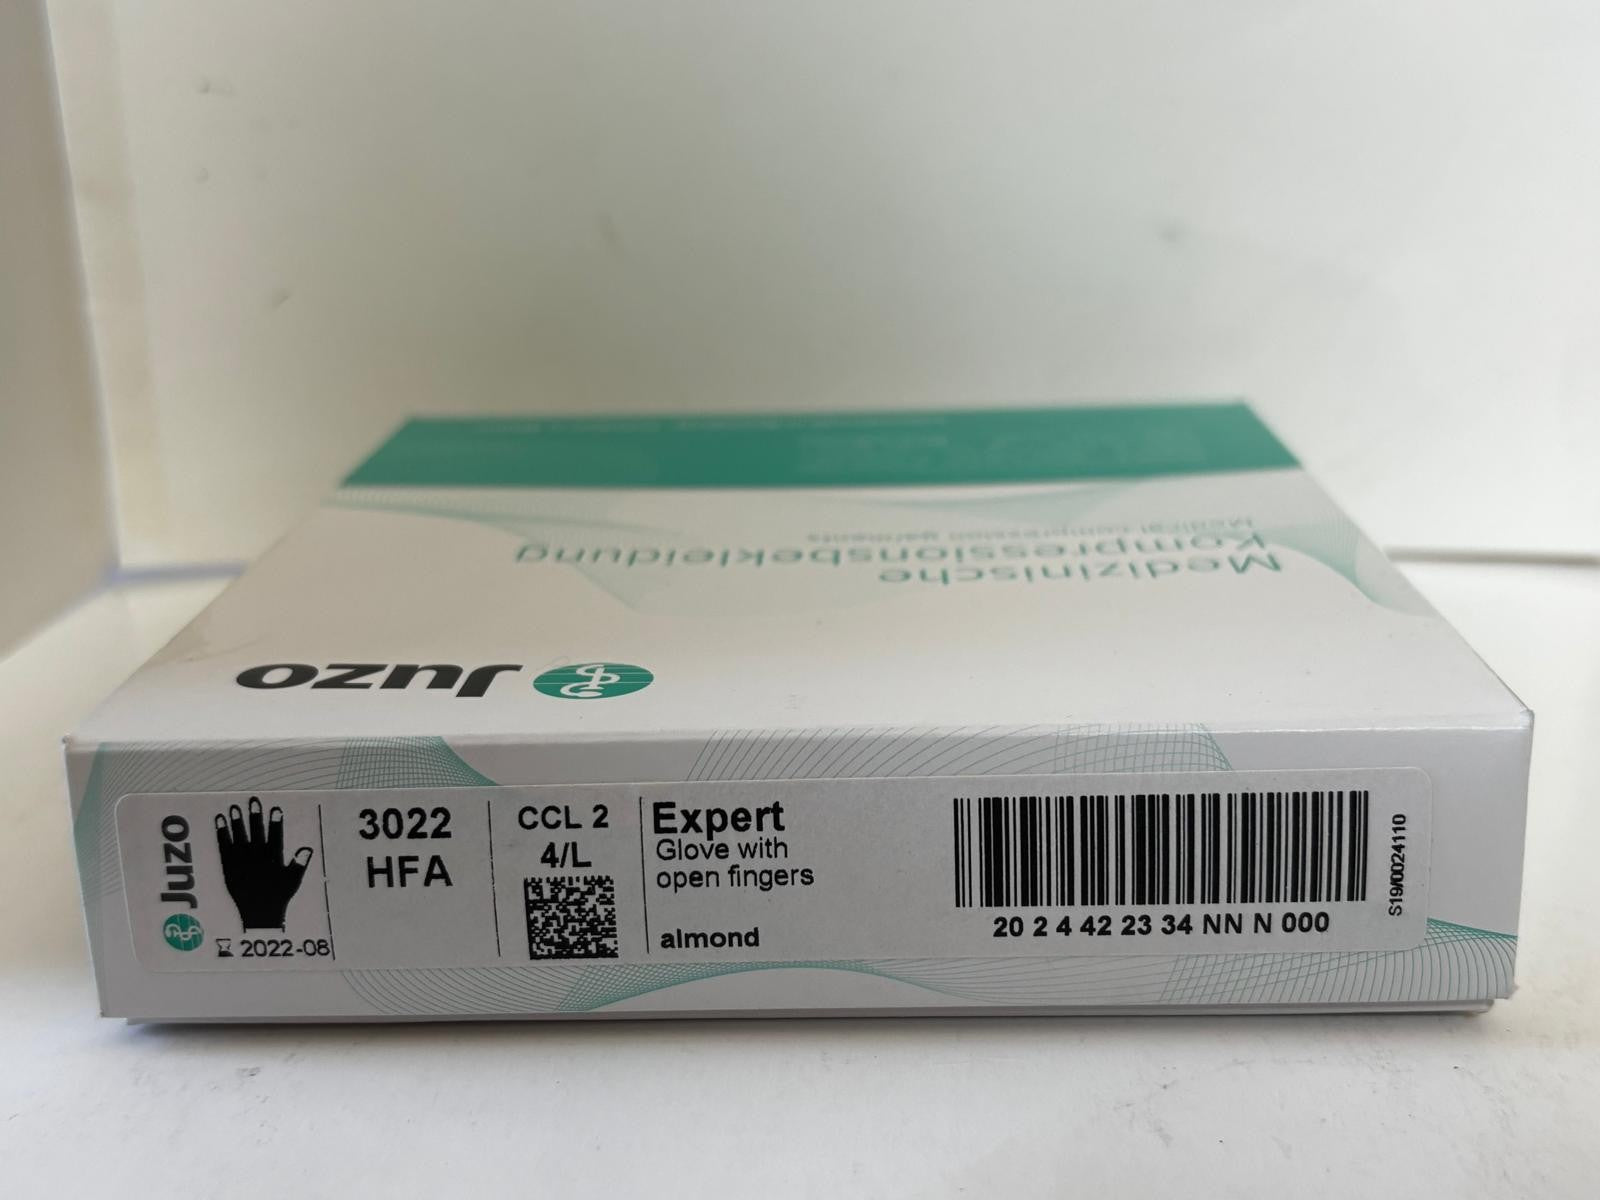 Medizinische
Kompressionsbekleidung
Medical compression garments
Juzo
Juzo
2022-08
3022
HFA
CCL 2
4/L
Expert
Glove with
open fingers
almond
20 2 4 42 22 34 NN N 000
S19/0024110